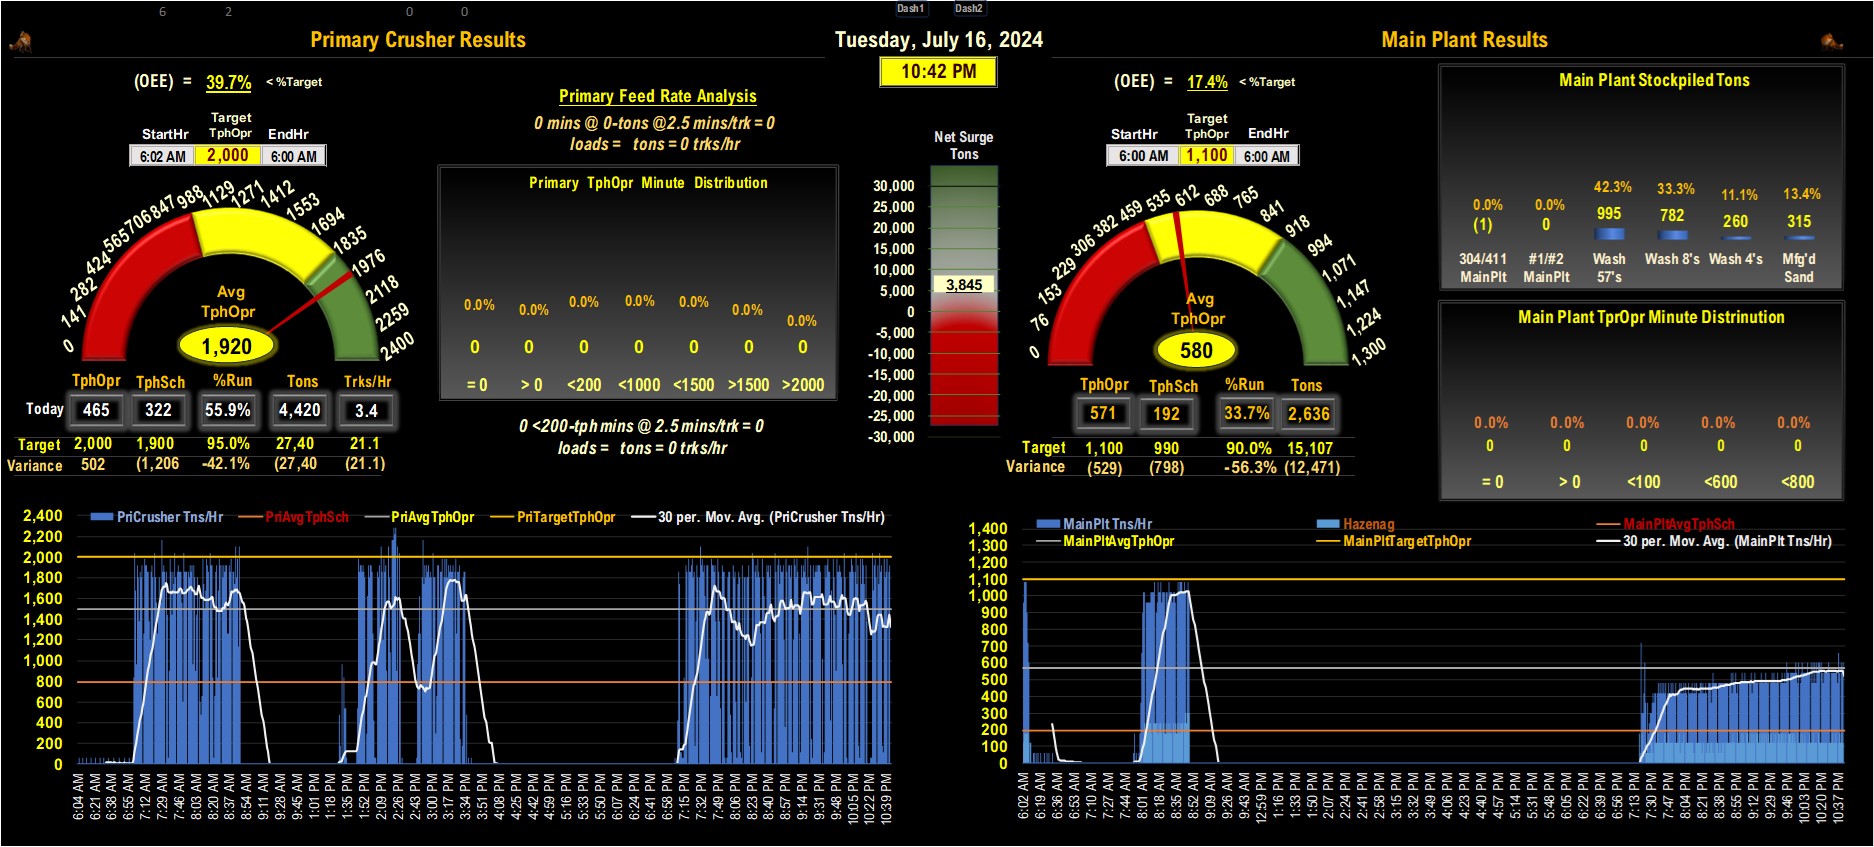 6 2 0 0
Dash1 Dash2
Primary Crusher Results
Tuesday, July 16, 2024
Main Plant Results
10:42 PM
(OEE) = 39.7% < %Target
Target
StartHr TphOpr EndHr
6:02 AM 2,000 6:00 AM
0 141 282 424 565 706 847 988 1129 1271 1412 1553 1694 1835 1976 2118 2259 2400
Avg
TphOpr
1,920
TphOpr TphSch %Run Tons Trks/Hr
Today 465 322 55.9% 4,420 3.4
Target 2,000 1,900 95.0% 27,40 21.1
Variance 502 (1,206 -42.1% (27,40 (21.1)
Primary Feed Rate Analysis
0 mins @ 0-tons @2.5 mins/trk = 0
loads = tons = 0 trks/hr
Primary TphOpr Minute Distribution
0.0% 0.0% 0.0% 0.0% 0.0% 0.0% 0.0%
0 0 0 0 0 0 0
= 0 > 0 <200 <1000 <1500 >1500 >2000
0 <200-tph mins @ 2.5 mins/trk = 0
loads = tons = 0 trks/hr
Net Surge
Tons
30,000
25,000
20,000
15,000
10,000
5,000
0
-5,000
-10,000
-15,000
-20,000
-25,000
-30,000
3,845
(OEE) = 17.4% < %Target
Target
StartHr TphOpr EndHr
6:00 AM 1,100 6:00 AM
0 76 153 229 306 382 459 535 612 688 765 841 918 994 1,071 1,147 1,224 1,300
Avg
TphOpr
580
TphOpr TphSch %Run Tons
571 192 33.7% 2,636
Target 1,100 990 90.0% 15,107
Variance (529) (798) -56.3% (12,471)
Main Plant Stockpiled Tons
0.0% 0.0% 42.3% 33.3% 11.1% 13.4%
(1) 0 995 782 260 315
304/411 #1/#2 Wash Wash 8's Wash 4's Mfg'd
MainPlt MainPlt 57's Sand
Main Plant TprOpr Minute Distrinution
0.0% 0.0% 0.0% 0.0% 0.0% 0.0%
0 0 0 0 0 0
= 0 > 0 <100 <600 <800
PriCrusher Tns/Hr PriAvgTphSch PriAvgTphOpr PriTargetTphOpr 30 per. Mov. Avg. (PriCrusher Tns/Hr)
2,400
2,200
2,000
1,800
1,600
1,400
1,200
1,000
800
600
400
200
0
6:04 AM 6:21 AM 6:38 AM 6:55 AM 7:12 AM 7:29 AM 7:46 AM 8:03 AM 8:20 AM 8:37 AM 8:54 AM 9:11 AM 9:28 AM 9:45 AM 1:01 PM 1:18 PM 1:35 PM 1:52 PM 2:09 PM 2:26 PM 2:43 PM 3:00 PM 3:17 PM 3:34 PM 3:51 PM 4:08 PM 4:25 PM 4:42 PM 4:59 PM 5:16 PM 5:33 PM 5:50 PM 6:07 PM 6:24 PM 6:41 PM 6:58 PM 7:15 PM 7:32 PM 7:49 PM 8:06 PM 8:23 PM 8:40 PM 8:57 PM 9:14 PM 9:31 PM 9:48 PM 10:05 PM 10:22 PM 10:39 PM
MainPlt Tns/Hr Hazenag MainPltAvgTphSch
MainPltAvgTphOpr MainPltTargetTphOpr 30 per. Mov. Avg. (MainPlt Tns/Hr)
1,400
1,300
1,200
1,100
1,000
900
800
700
600
500
400
300
200
100
0
6:02 AM 6:19 AM 6:36 AM 6:53 AM 7:10 AM 7:27 AM 7:44 AM 8:01 AM 8:18 AM 8:35 AM 8:52 AM 9:09 AM 9:26 AM 9:43 AM 12:59 PM 1:16 PM 1:33 PM 1:50 PM 2:07 PM 2:24 PM 2:41 PM 2:58 PM 3:15 PM 3:32 PM 3:49 PM 4:06 PM 4:23 PM 4:40 PM 4:57 PM 5:14 PM 5:31 PM 5:48 PM 6:05 PM 6:22 PM 6:39 PM 6:56 PM 7:13 PM 7:30 PM 7:47 PM 8:04 PM 8:21 PM 8:38 PM 8:55 PM 9:12 PM 9:29 PM 9:46 PM 10:03 PM 10:20 PM 10:37 PM